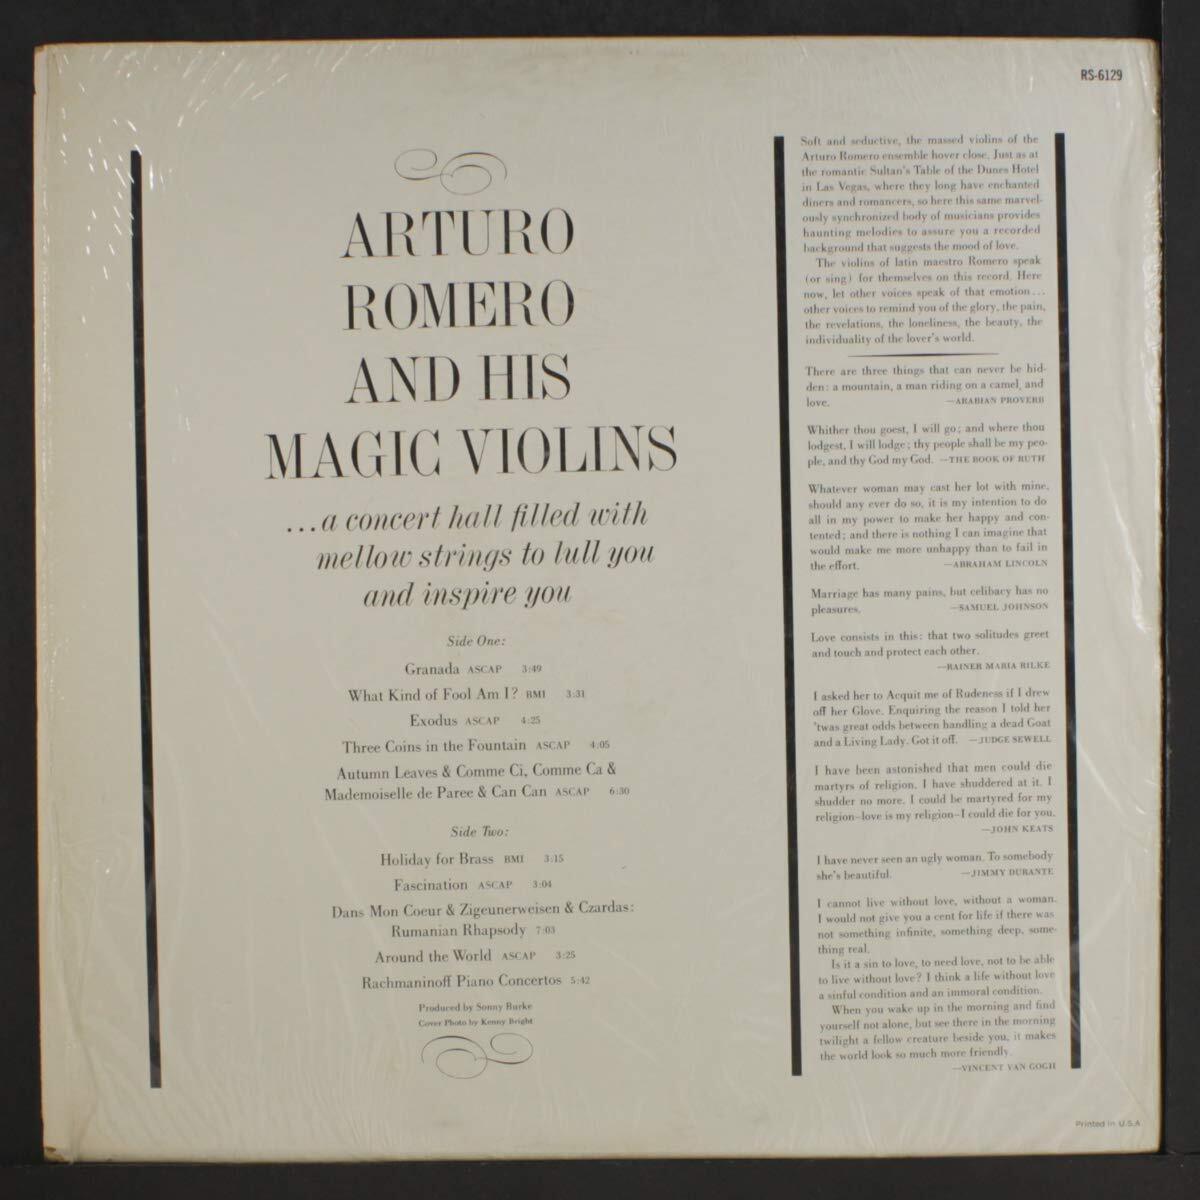 RS-6129
ARTURO
ROMERO
AND HIS
MAGIC VIOLINS
...a concert hall filled with
mellow strings to lull you
and inspire you
Side One:
Granada ASCAP 3:49
What Kind of Fool Am I? BMI 3:31
Exodus ASCAP 4:25
Three Coins in the Fountain ASCAP 4:05
Autumn Leaves & Comme Ci, Comme Ca &
Mademoiselle de Paree & Can Can ASCAP 6:30
Side Two:
Holiday for Brass BMI 3:15
Fascination ASCAP 3:04
Dans Mon Coeur & Zigeunerweisen & Czardas:
Rumanian Rhapsody 7:03
Around the World ASCAP 3:25
Rachmaninoff Piano Concertos 5:42
Produced by Sonny Burke
Cover Photo by Kenny Bright
Soft and seductive, the massed violins of the
Arturo Romero ensemble hover close. Just as at
the romantic Sultan's Table of the Dunes Hotel
in Las Vegas, where they long have enchanted
diners and romancers, so here this same marvel-
ously synchronized body of musicians provides
haunting melodies to assure you a recorded
background that suggests the mood of love.
The violins of latin maestro Romero speak
(or sing) for themselves on this record. Here
now, let other voices speak of that emotion...
other voices to remind you of the glory, the pain,
the revelations, the loneliness, the beauty, the
individuality of the lover's world.
There are three things that can never be hid-
den: a mountain, a man riding on a camel, and
love. —ARABIAN PROVERB
Whither thou goest, I will go; and where thou
lodgest, I will lodge; thy people shall be my peo-
ple, and thy God my God. —THE BOOK OF RUTH
Whatever woman may cast her lot with mine,
should any ever do so, it is my intention to do
all in my power to make her happy and con-
tented; and there is nothing I can imagine that
would make me more unhappy than to fail in
the effort. —ABRAHAM LINCOLN
Marriage has many pains, but celibacy has no
pleasures. —SAMUEL JOHNSON
Love consists in this: that two solitudes greet
and touch and protect each other.
—RAINER MARIA RILKE
I asked her to Acquit me of Rudeness if I drew
off her Glove. Enquiring the reason I told her
'twas great odds between handling a dead Goat
and a Living Lady. Got it off. —JUDGE SEWELL
I have been astonished that men could die
martyrs of religion. I have shuddered at it. I
shudder no more. I could be martyred for my
religion—love is my religion—I could die for you.
—JOHN KEATS
I have never seen an ugly woman. To somebody
she's beautiful. —JIMMY DURANTE
I cannot live without love, without a woman.
I would not give you a cent for life if there was
not something infinite, something deep, some-
thing real.
Is it a sin to love, to need love, not to be able
to live without love? I think a life without love
a sinful condition and an immoral condition.
When you wake up in the morning and find
yourself not alone, but see there in the morning
twilight a fellow creature beside you, it makes
the world look so much more friendly.
—VINCENT VAN GOGH
Printed in U.S.A